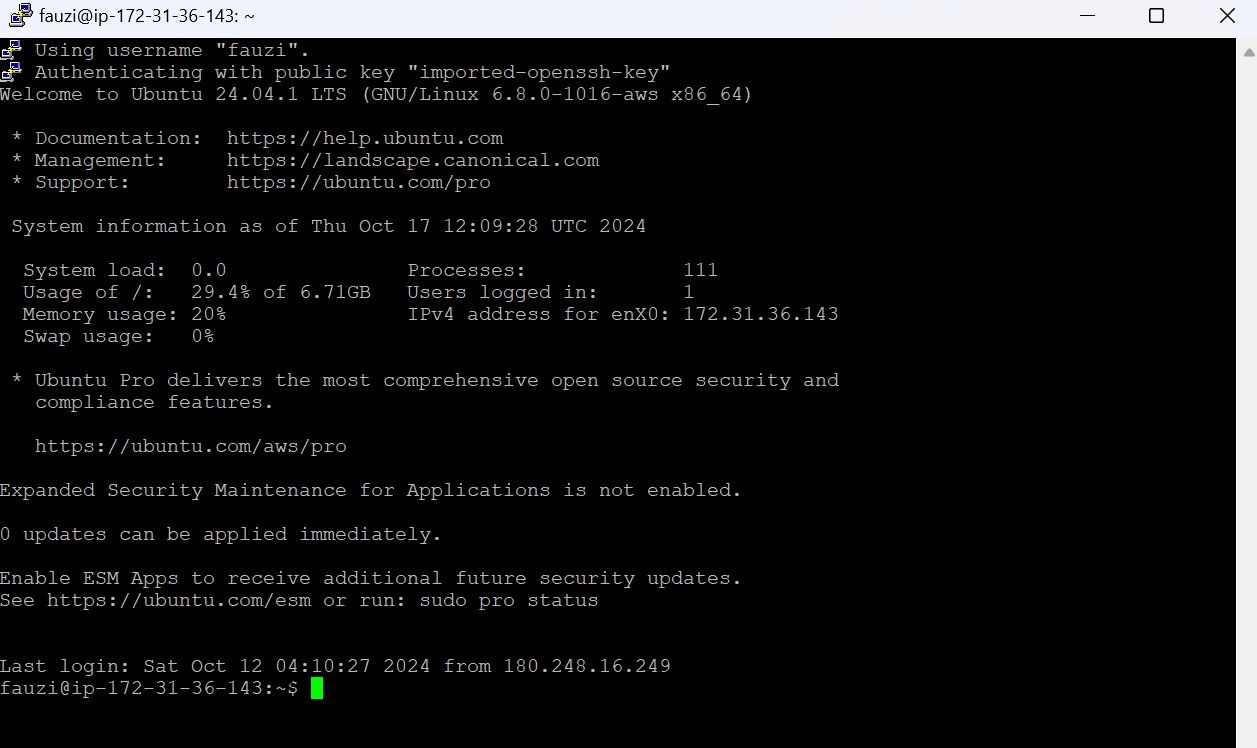 fauzi@ip-172-31-36-143: ~
Using username "fauzi".
Authenticating with public key "imported-openssh-key"
Welcome to Ubuntu 24.04.1 LTS (GNU/Linux 6.8.0-1016-aws x86_64)
* Documentation:  https://help.ubuntu.com
* Management:     https://landscape.canonical.com
* Support:        https://ubuntu.com/pro
System information as of Thu Oct 17 12:09:28 UTC 2024
System load:  0.0               Processes:             111
Usage of /:   29.4% of 6.71GB   Users logged in:       1
Memory usage: 20%               IPv4 address for enX0: 172.31.36.143
Swap usage:   0%
* Ubuntu Pro delivers the most comprehensive open source security and
compliance features.
https://ubuntu.com/aws/pro
Expanded Security Maintenance for Applications is not enabled.
0 updates can be applied immediately.
Enable ESM Apps to receive additional future security updates.
See https://ubuntu.com/esm or run: sudo pro status
Last login: Sat Oct 12 04:10:27 2024 from 180.248.16.249
fauzi@ip-172-31-36-143:~$